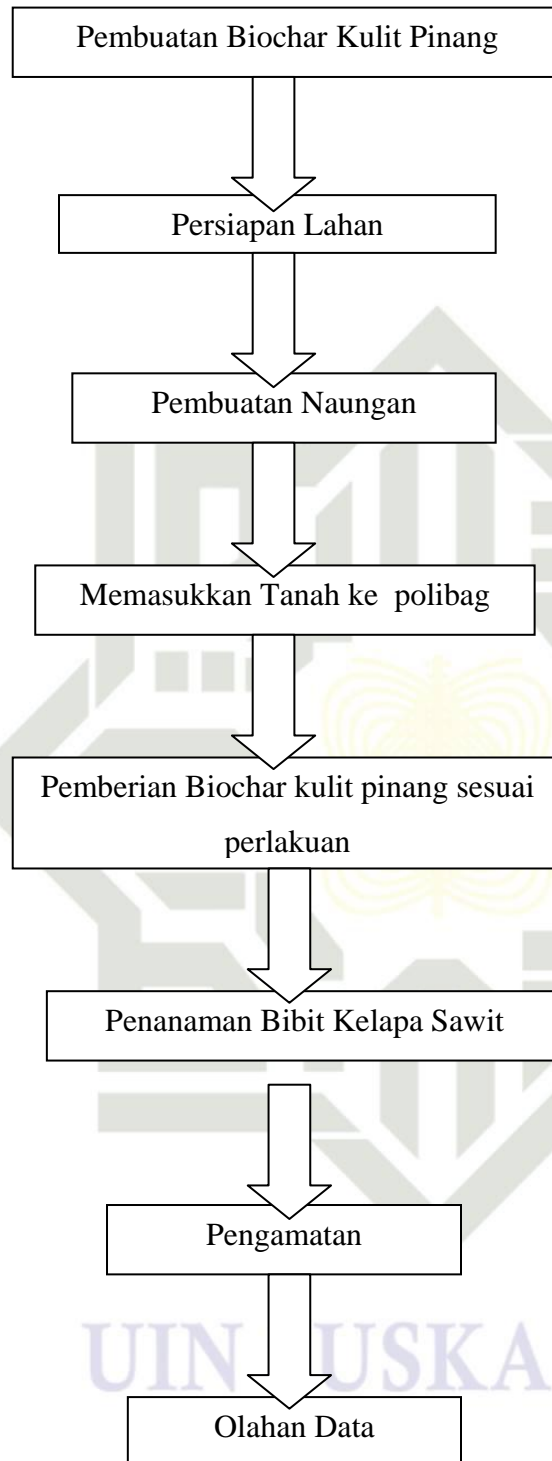 Pembuatan Biochar Kulit Pinang
Persiapan Lahan
Pembuatan Naungan
Memasukkan Tanah ke polibag
Pemberian Biochar kulit pinang sesuai
perlakuan
Penanaman Bibit Kelapa Sawit
Pengamatan
UIN USKA
Olahan Data